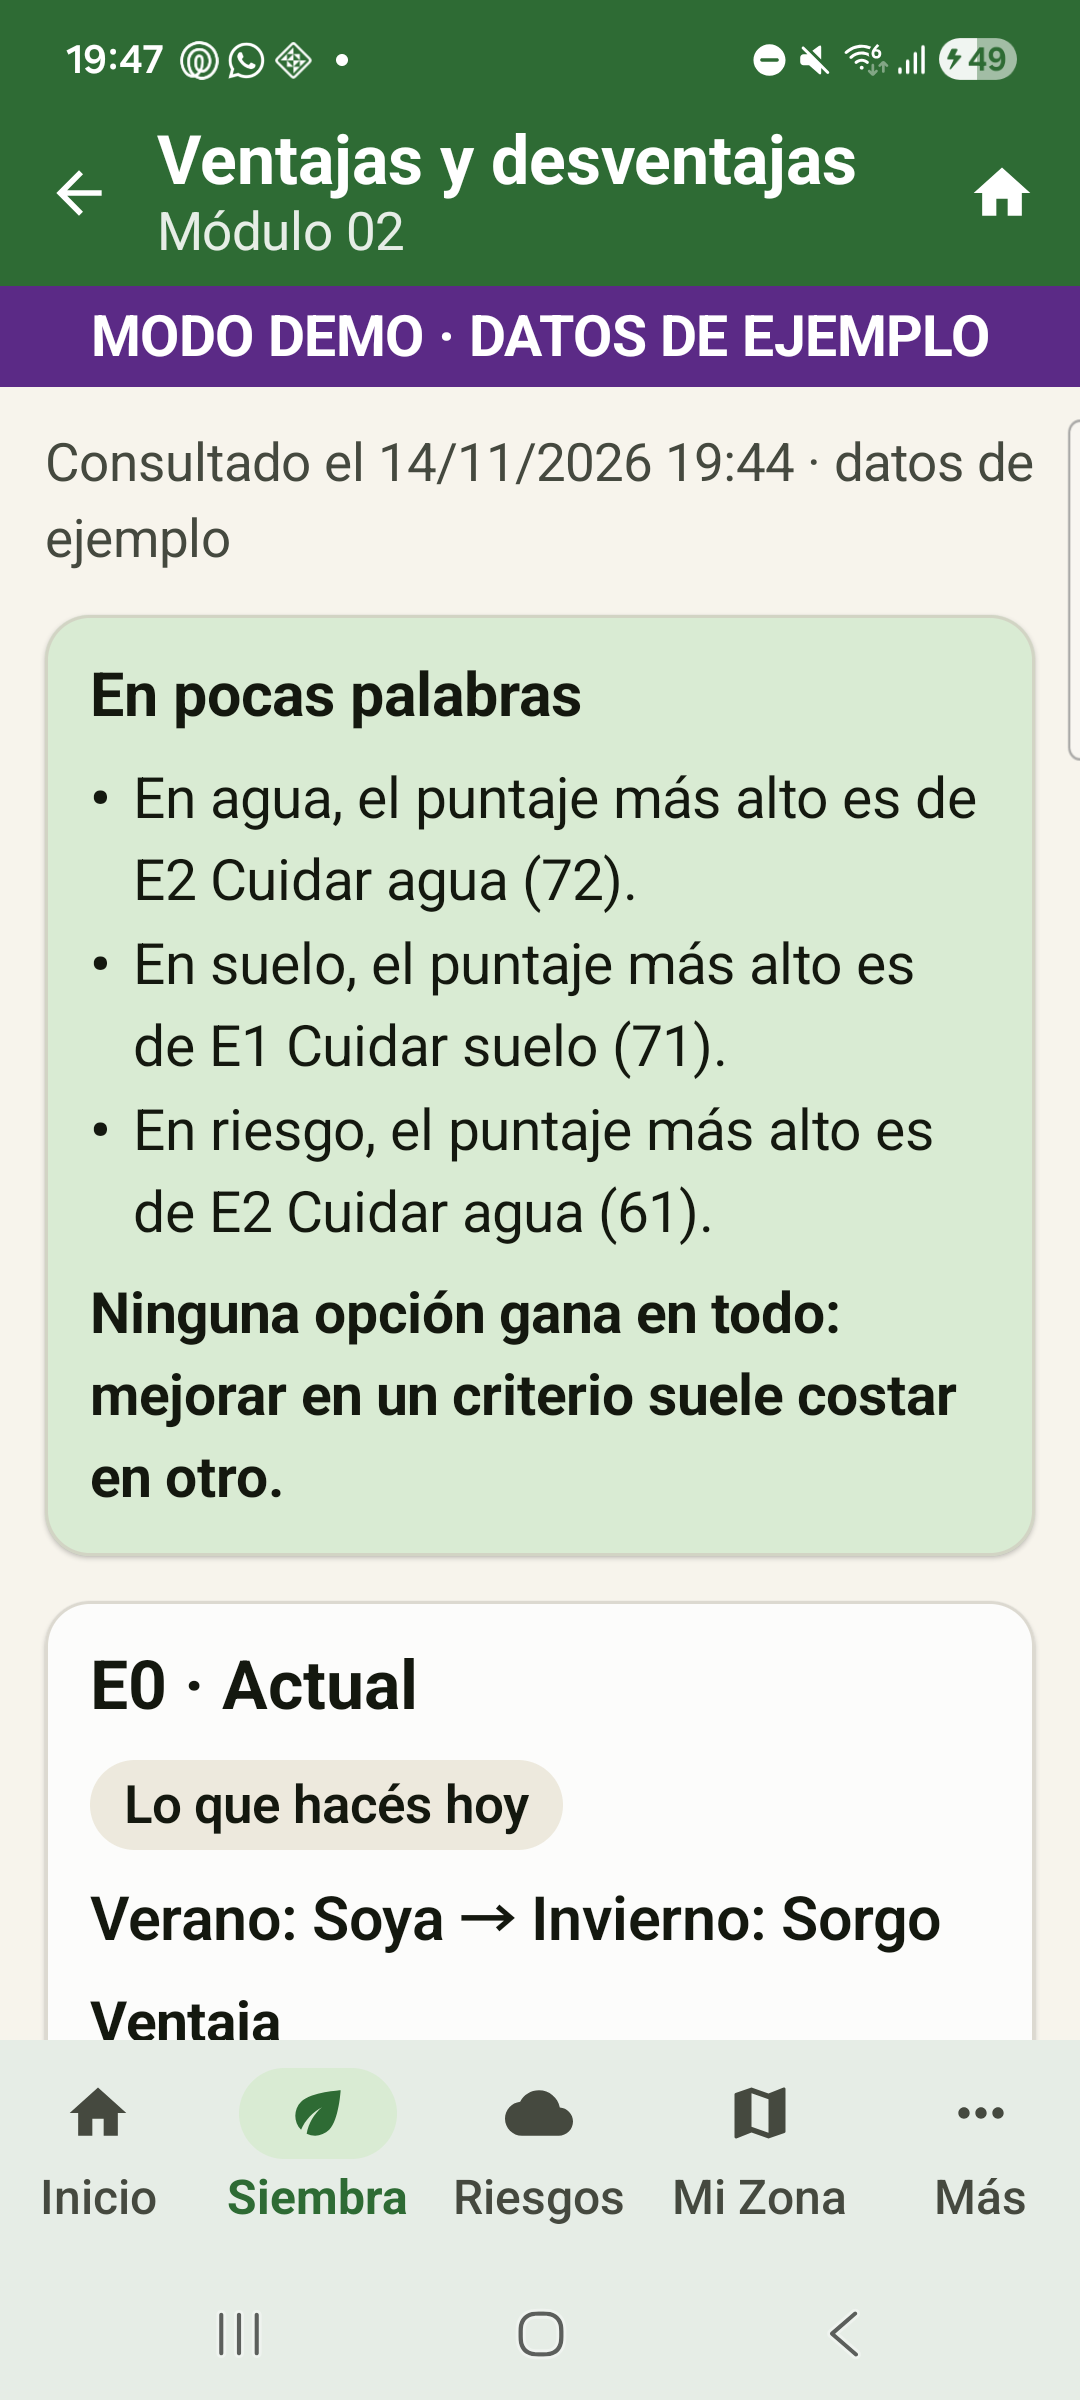 19:47
49
Ventajas y desventajas
Módulo 02
MODO DEMO · DATOS DE EJEMPLO
Consultado el 14/11/2026 19:44 · datos de
ejemplo
En pocas palabras
• En agua, el puntaje más alto es de
E2 Cuidar agua (72).
• En suelo, el puntaje más alto es
de E1 Cuidar suelo (71).
• En riesgo, el puntaje más alto es
de E2 Cuidar agua (61).
Ninguna opción gana en todo:
mejorar en un criterio suele costar
en otro.
E0 · Actual
Lo que hacés hoy
Verano: Soya → Invierno: Sorgo
Ventaja
Inicio
Siembra
Riesgos
Mi Zona
Más